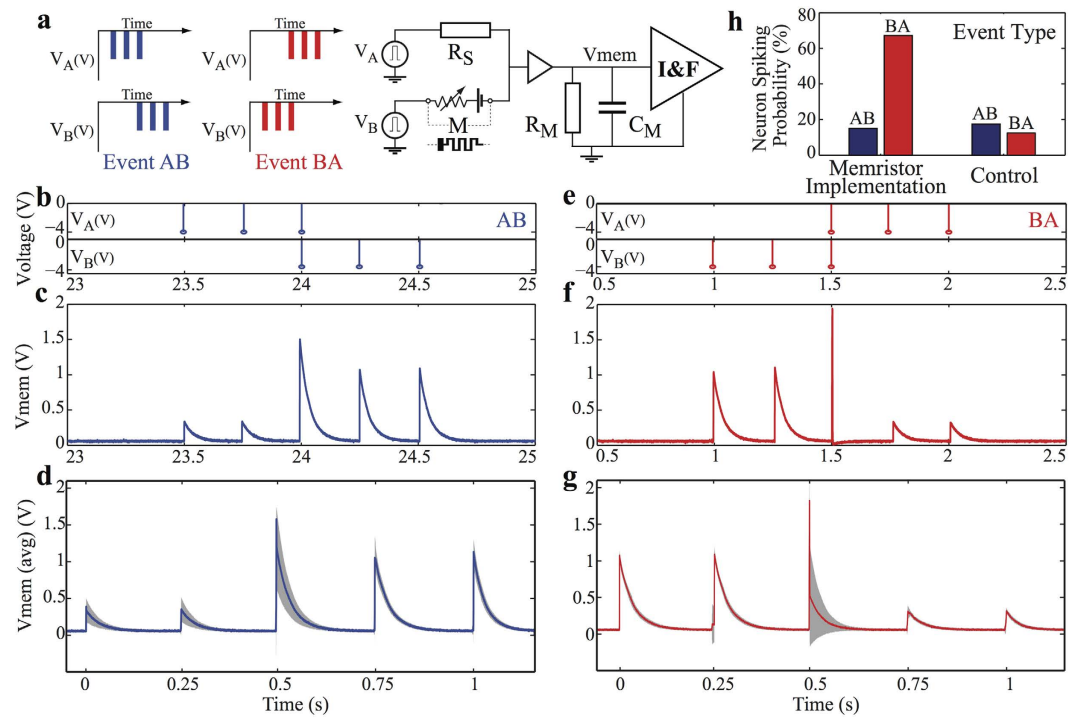 a
Time
Time
V_A(V)
V_A(V)
Time
Time
V_B(V)
V_B(V)
Event AB
Event BA
V_A
R_S
V_B
M
Vmem
I&F
R_M
C_M
h
Neuron Spiking
Probability (%)
80
60
40
20
0
Event Type
AB
BA
AB
BA
Memristor
Implementation
Control
b
Voltage (V)
0
−4
0
−4
V_A(V)
V_B(V)
AB
23
23.5
24
24.5
25
e
0
−4
0
−4
V_A(V)
V_B(V)
BA
0.5
1
1.5
2
2.5
c
Vmem (V)
2
1.5
1
0.5
0
23
23.5
24
24.5
25
f
2
1.5
1
0.5
0
0.5
1
1.5
2
2.5
d
Vmem (avg) (V)
2
1.5
1
0.5
0
0
0.25
0.5
0.75
1
Time (s)
g
2
1.5
1
0.5
0
0
0.25
0.5
0.75
1
Time (s)